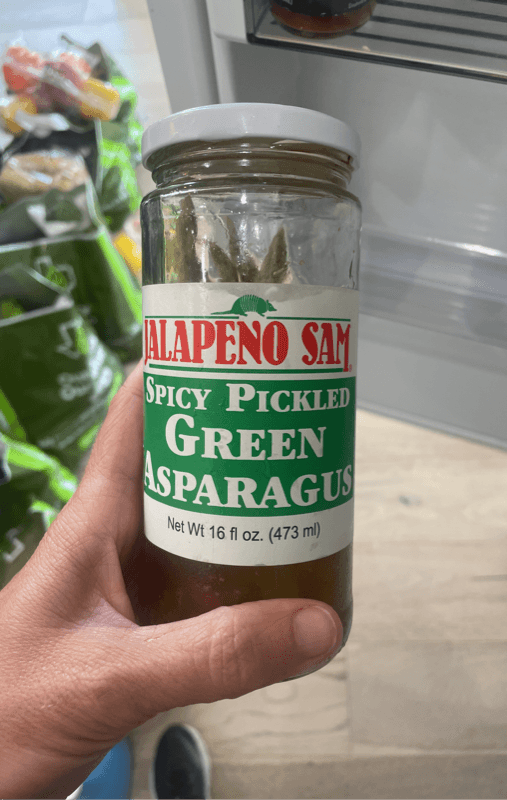 JALAPENO SAM
SPICY PICKLED
GREEN
ASPARAGUS
Net Wt 16 fl oz. (473 ml)